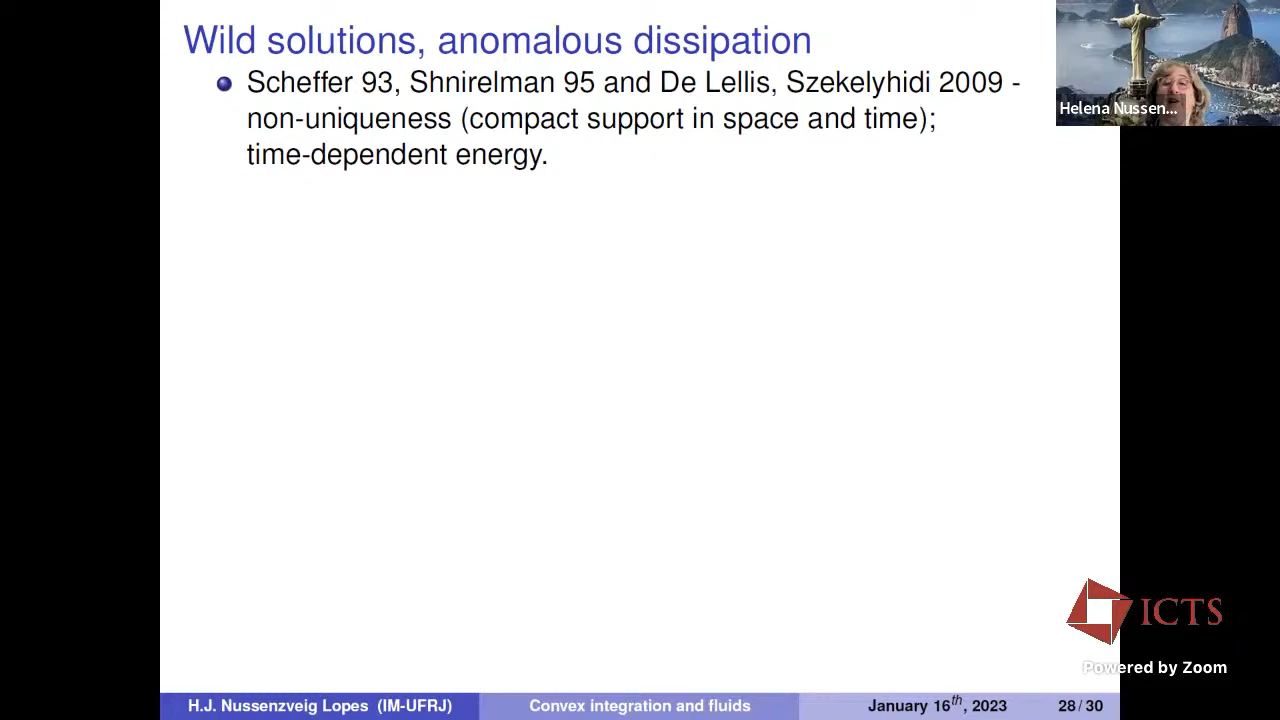 Wild solutions, anomalous dissipation
Scheffer 93, Shnirelman 95 and De Lellis, Szekelyhidi 2009 -
non-uniqueness (compact support in space and time);
time-dependent energy.
Helena Nussen...
ICTS
Powered by Zoom
H.J. Nussenzveig Lopes (IM-UFRJ)
Convex integration and fluids
January 16th, 2023
28 / 30